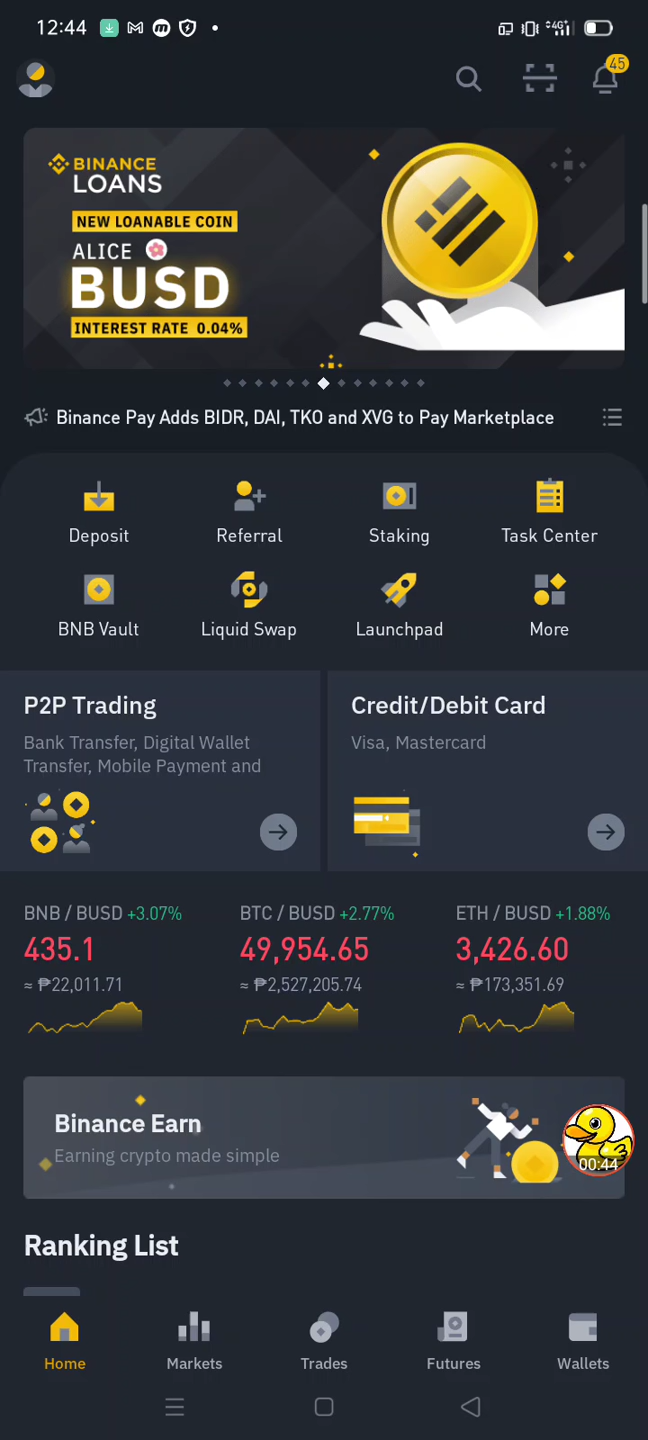 12:44
4G+
45
BINANCE
LOANS
NEW LOANABLE COIN
ALICE
BUSD
INTEREST RATE 0.04%
Binance Pay Adds BIDR, DAI, TKO and XVG to Pay Marketplace
Deposit
Referral
Staking
Task Center
BNB Vault
Liquid Swap
Launchpad
More
P2P Trading
Bank Transfer, Digital Wallet
Transfer, Mobile Payment and
Credit/Debit Card
Visa, Mastercard
BNB / BUSD +3.07%
435.1
≈ ₱22,011.71
BTC / BUSD +2.77%
49,954.65
≈ ₱2,527,205.74
ETH / BUSD +1.88%
3,426.60
≈ ₱173,351.69
Binance Earn
Earning crypto made simple
00:44
Ranking List
Home
Markets
Trades
Futures
Wallets